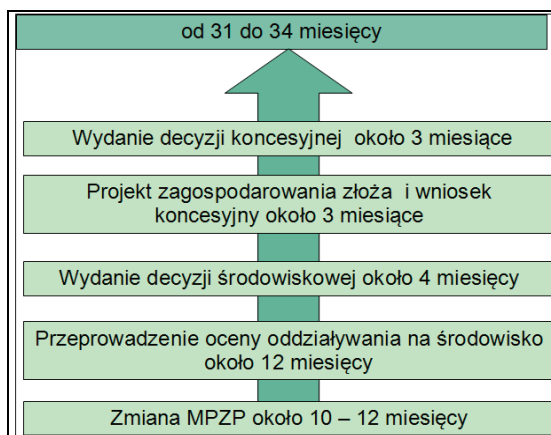 od 31 do 34 miesięcy
Wydanie decyzji koncesyjnej około 3 miesiące
Projekt zagospodarowania złoża i wniosek
koncesyjny około 3 miesiące
Wydanie decyzji środowiskowej około 4 miesięcy
Przeprowadzenie oceny oddziaływania na środowisko
około 12 miesięcy
Zmiana MPZP około 10 – 12 miesięcy